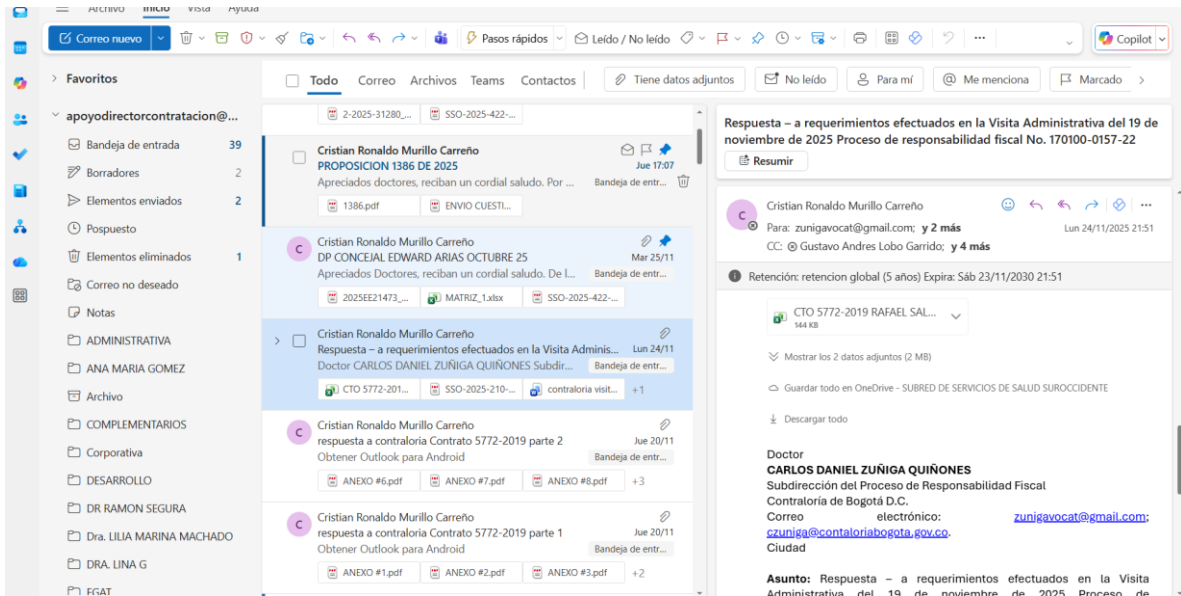 Archivo Inicio Vista Ayuda
Correo nuevo
Pasos rápidos
Leído / No leído
Copilot
Favoritos
apoyodirectorcontratacion@...
Bandeja de entrada 39
Borradores 2
Elementos enviados 2
Pospuesto
Elementos eliminados 1
Correo no deseado
Notas
ADMINISTRATIVA
ANA MARIA GOMEZ
Archivo
COMPLEMENTARIOS
Corporativa
DESARROLLO
DR RAMON SEGURA
Dra. LILIA MARINA MACHADO
DRA. LINA G
EGAT
Todo Correo Archivos Teams Contactos
Tiene datos adjuntos
No leído
Para mí
Me menciona
Marcado
2-2025-31280_... SSO-2025-422-...
Cristian Ronaldo Murillo Carreño
PROPOSICION 1386 DE 2025 Jue 17:07
Apreciados doctores, reciban un cordial saludo. Por ... Bandeja de entr...
1386.pdf ENVIO CUESTI...
C
Cristian Ronaldo Murillo Carreño
DP CONCEJAL EDWARD ARIAS OCTUBRE 25 Mar 25/11
Apreciados Doctores, reciban un cordial saludo. De l... Bandeja de entr...
2025EE21473_... MATRIZ_1.xlsx SSO-2025-422-...
Cristian Ronaldo Murillo Carreño
Respuesta – a requerimientos efectuados en la Visita Adminis... Lun 24/11
Doctor CARLOS DANIEL ZUÑIGA QUIÑONES Subdir... Bandeja de entr...
CTO 5772-201... SSO-2025-210-... contraloria visit... +1
C
Cristian Ronaldo Murillo Carreño
respuesta a contraloria Contrato 5772-2019 parte 2 Jue 20/11
Obtener Outlook para Android Bandeja de entr...
ANEXO #6.pdf ANEXO #7.pdf ANEXO #8.pdf +3
C
Cristian Ronaldo Murillo Carreño
respuesta a contraloria Contrato 5772-2019 parte 1 Jue 20/11
Obtener Outlook para Android Bandeja de entr...
ANEXO #1.pdf ANEXO #2.pdf ANEXO #3.pdf +2
Respuesta – a requerimientos efectuados en la Visita Administrativa del 19 de
noviembre de 2025 Proceso de responsabilidad fiscal No. 170100-0157-22
Resumir
C
Cristian Ronaldo Murillo Carreño
Para: zunigavocat@gmail.com; y 2 más Lun 24/11/2025 21:51
CC: Gustavo Andres Lobo Garrido; y 4 más
Retención: retencion global (5 años) Expira: Sáb 23/11/2030 21:51
CTO 5772-2019 RAFAEL SAL...
144 KB
Mostrar los 2 datos adjuntos (2 MB)
Guardar todo en OneDrive - SUBRED DE SERVICIOS DE SALUD SUROCCIDENTE
Descargar todo
Doctor
CARLOS DANIEL ZUÑIGA QUIÑONES
Subdirección del Proceso de Responsabilidad Fiscal
Contraloría de Bogotá D.C.
Correo electrónico: zunigavocat@gmail.com;
czuniga@contaloriabogota.gov.co.
Ciudad
Asunto: Respuesta – a requerimientos efectuados en la Visita
Administrativa del 19 de noviembre de 2025 Proceso de